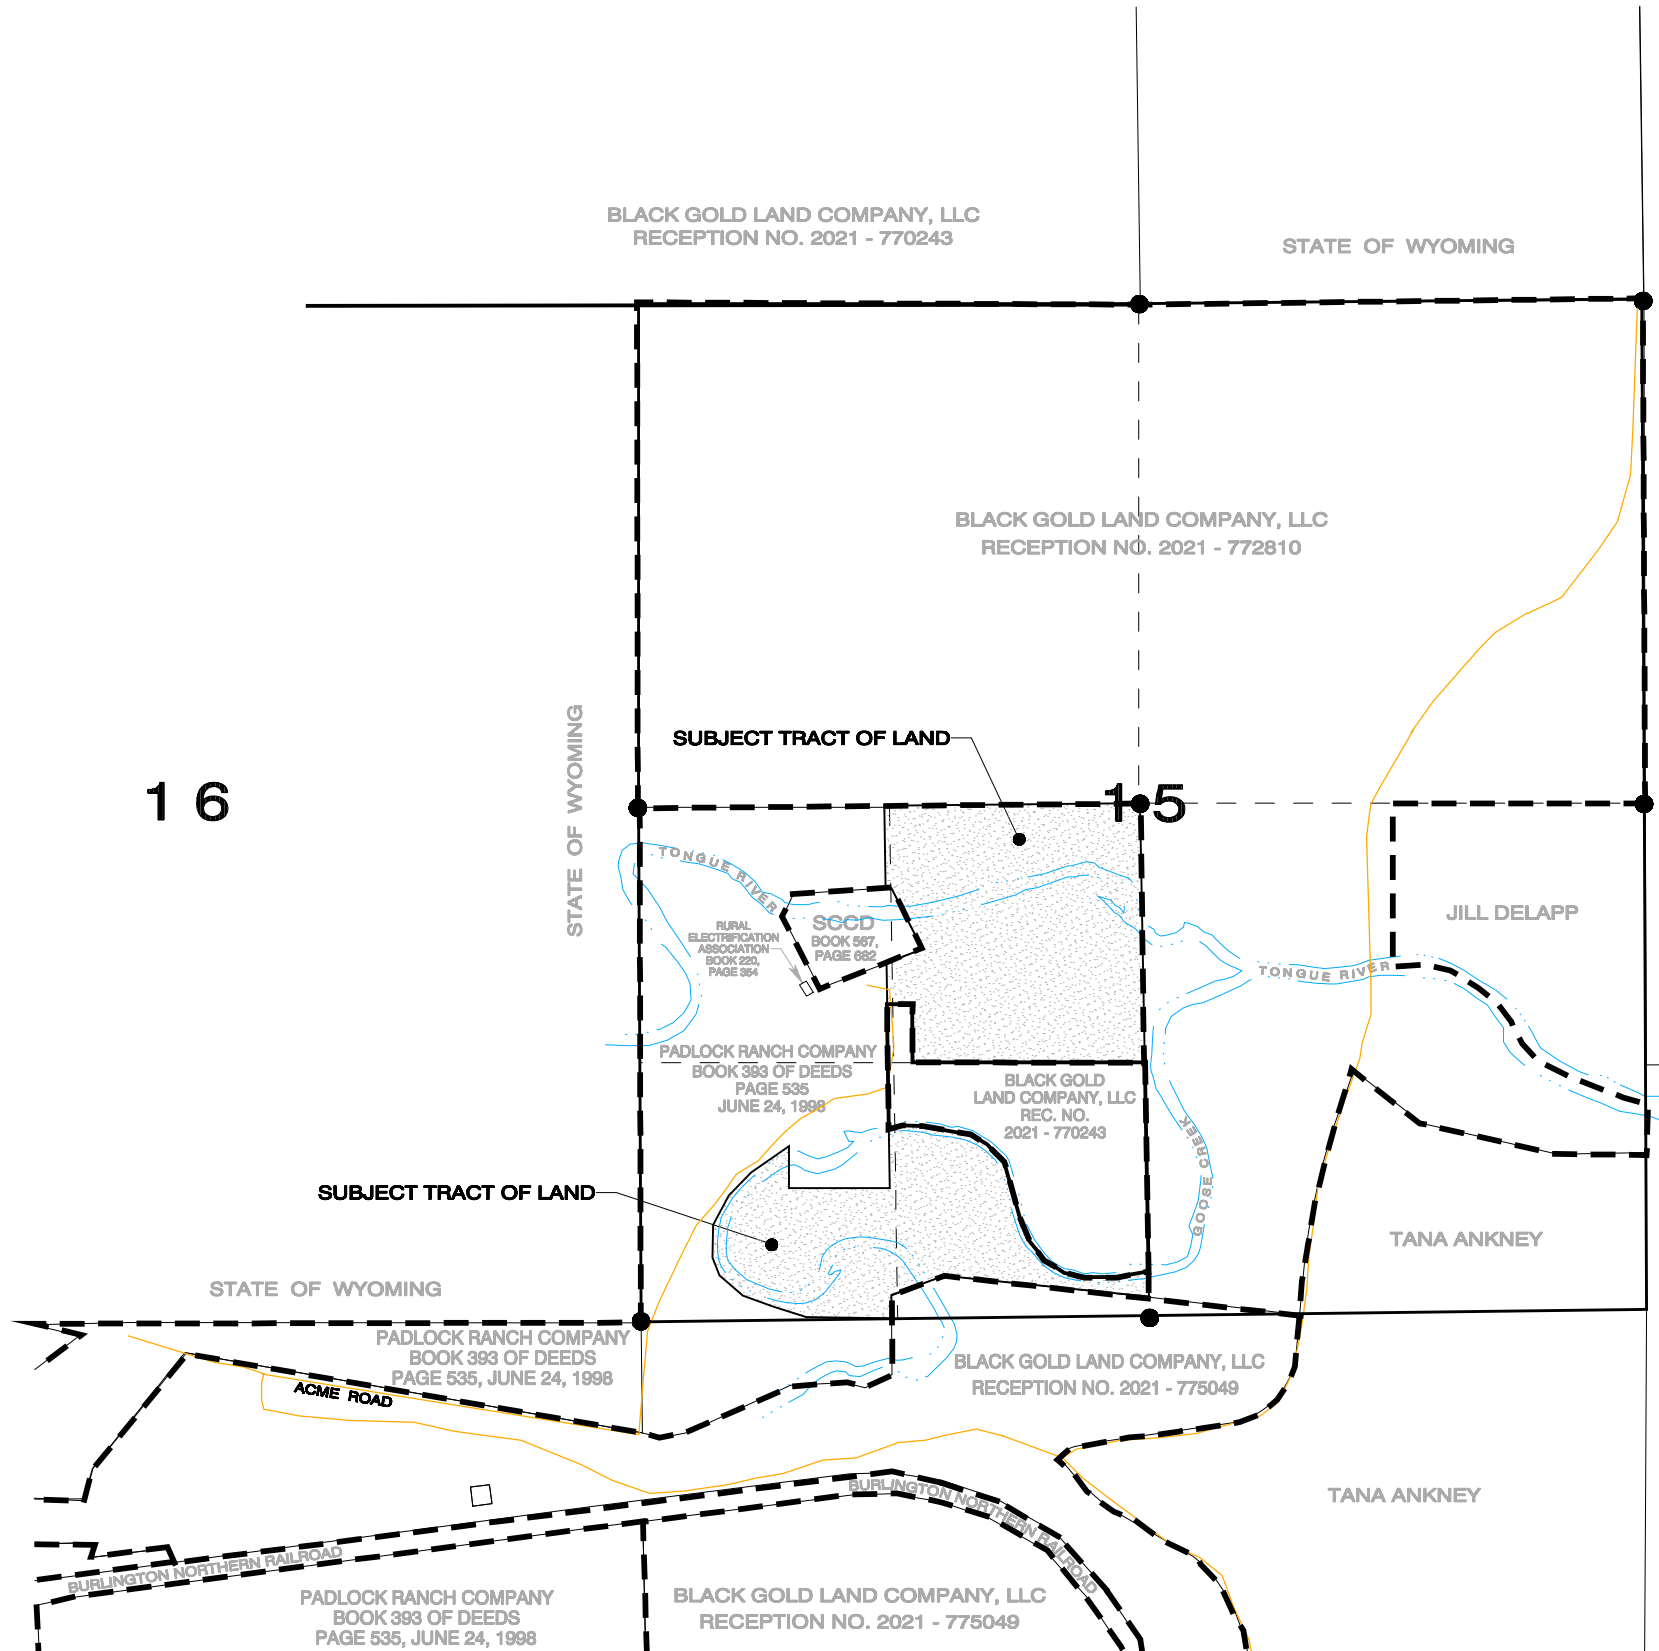 BLACK GOLD LAND COMPANY, LLC
RECEPTION NO. 2021 - 770243
STATE OF WYOMING
BLACK GOLD LAND COMPANY, LLC
RECEPTION NO. 2021 - 772810
STATE OF WYOMING
SUBJECT TRACT OF LAND
16
15
TONGUE RIVER
SCCD
BOOK 567,
PAGE 682
RURAL
ELECTRIFICATION
ASSOCIATION
BOOK 220,
PAGE 354
JILL DELAPP
TONGUE RIVER
PADLOCK RANCH COMPANY
BOOK 393 OF DEEDS
PAGE 535
JUNE 24, 1998
BLACK GOLD
LAND COMPANY, LLC
REC. NO.
2021 - 770243
GOOSE CREEK
SUBJECT TRACT OF LAND
TANA ANKNEY
STATE OF WYOMING
PADLOCK RANCH COMPANY
BOOK 393 OF DEEDS
PAGE 535, JUNE 24, 1998
ACME ROAD
BLACK GOLD LAND COMPANY, LLC
RECEPTION NO. 2021 - 775049
TANA ANKNEY
BURLINGTON NORTHERN RAILROAD
BURLINGTON NORTHERN RAILROAD
PADLOCK RANCH COMPANY
BOOK 393 OF DEEDS
PAGE 535, JUNE 24, 1998
BLACK GOLD LAND COMPANY, LLC
RECEPTION NO. 2021 - 775049